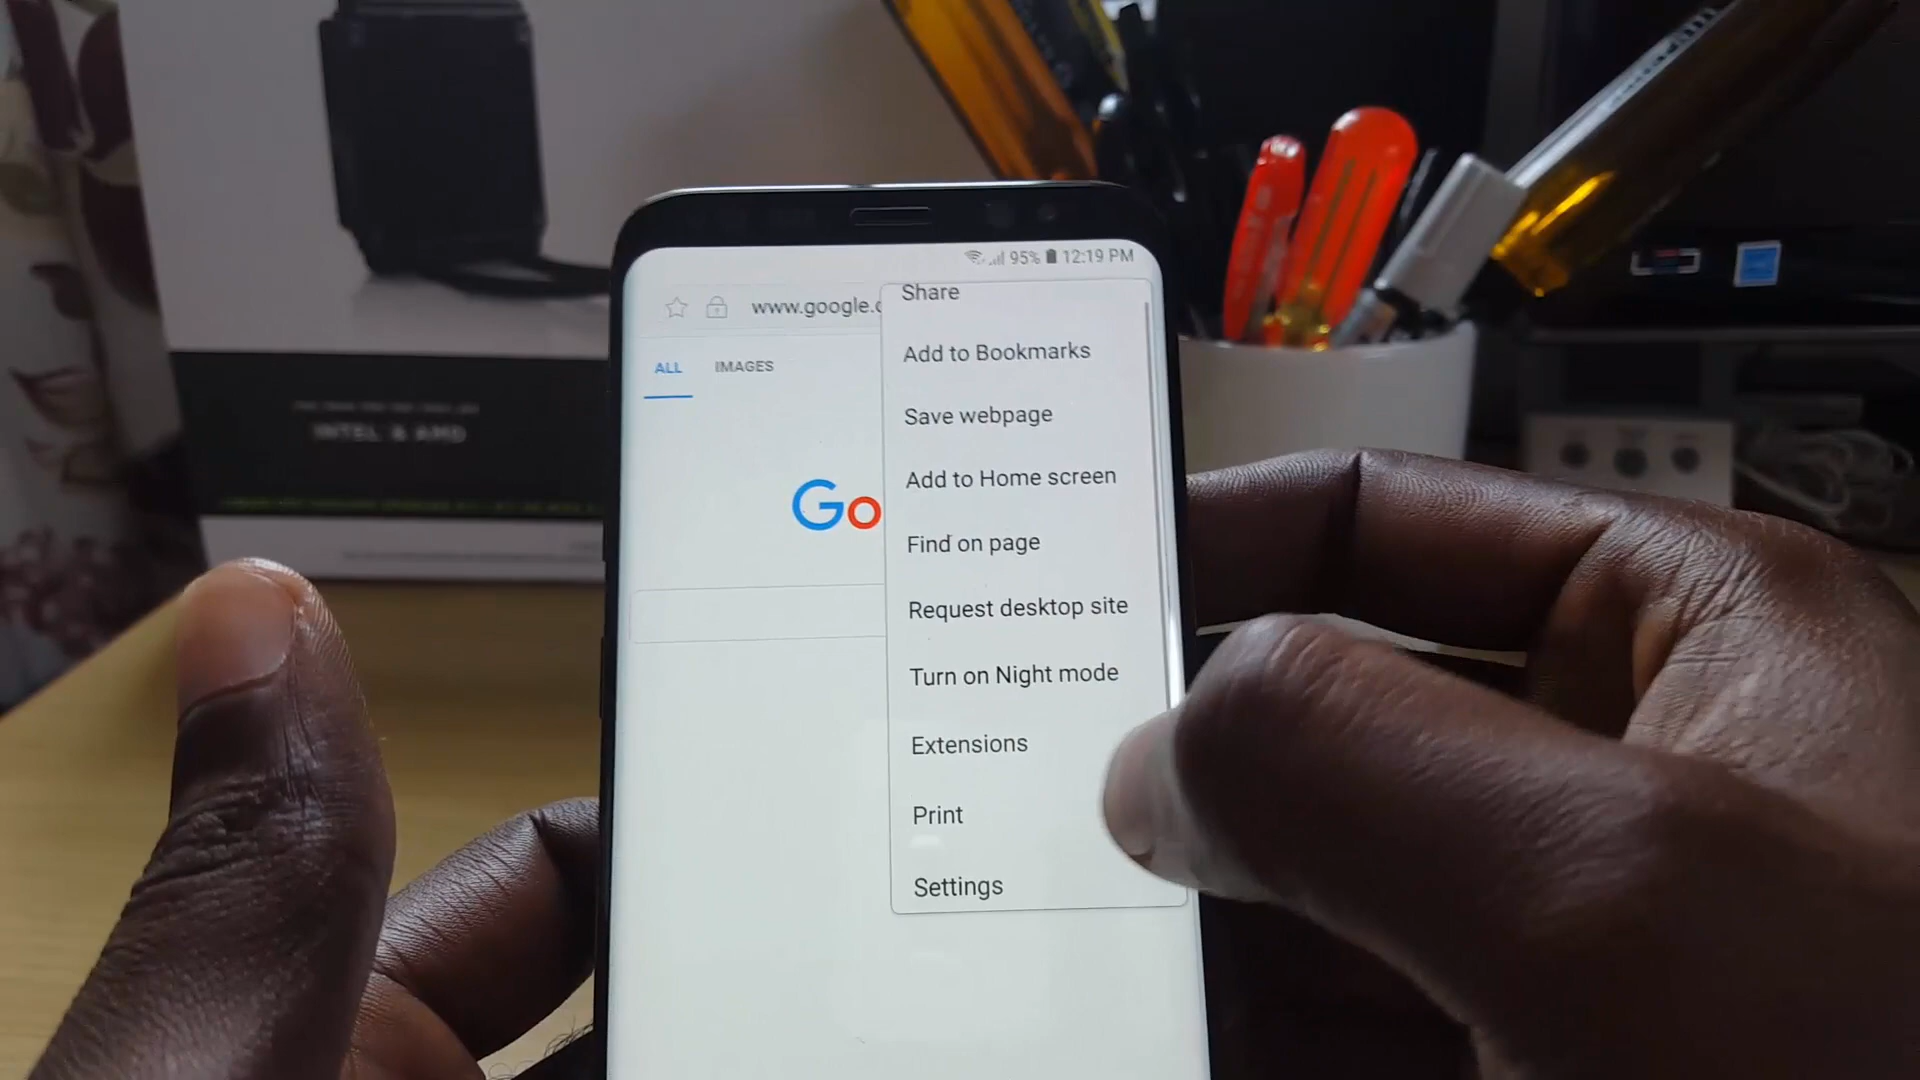 95% 12:19 PM
www.google.c
Share
ALL IMAGES
Add to Bookmarks
Save webpage
Add to Home screen
Go
Find on page
Request desktop site
Turn on Night mode
Extensions
Print
Settings
INTEL & AMD